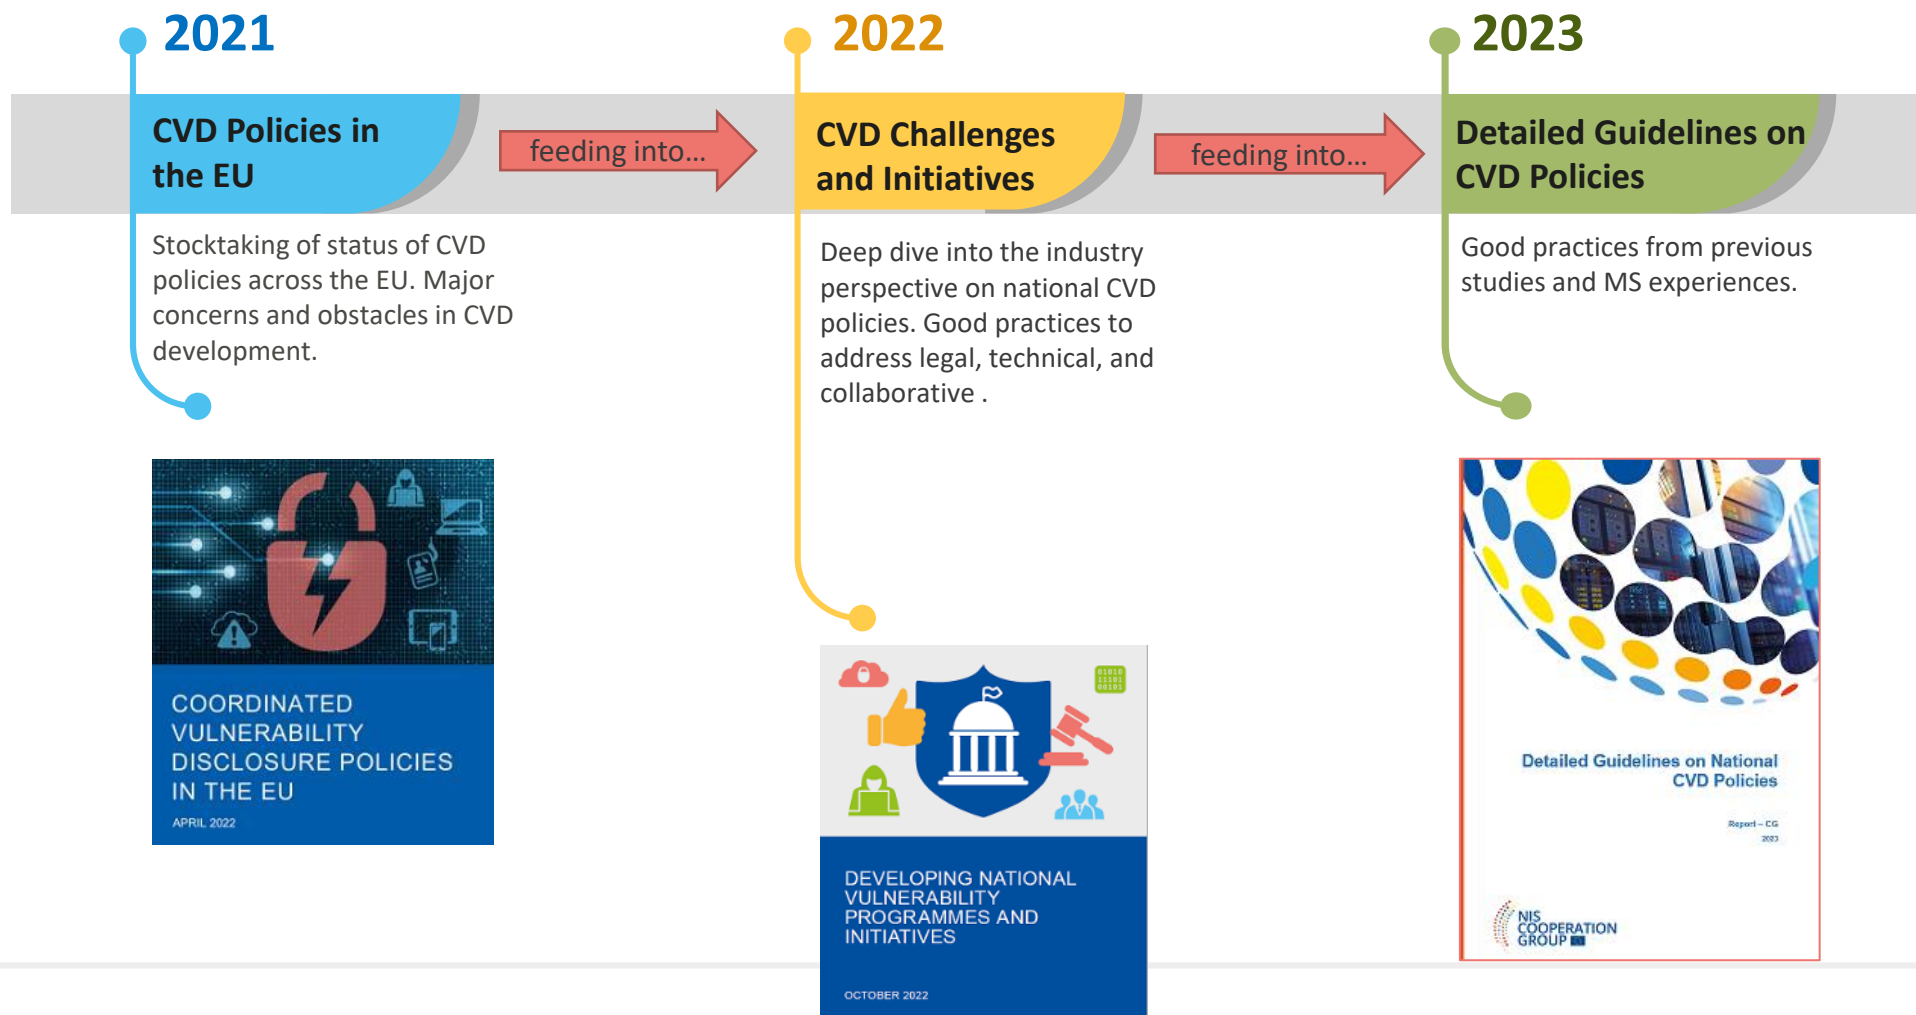 2021
2022
2023
CVD Policies in
the EU
feeding into...
CVD Challenges
and Initiatives
feeding into...
Detailed Guidelines on
CVD Policies
Stocktaking of status of CVD
policies across the EU. Major
concerns and obstacles in CVD
development.
Deep dive into the industry
perspective on national CVD
policies. Good practices to
address legal, technical, and
collaborative .
Good practices from previous
studies and MS experiences.
COORDINATED
VULNERABILITY
DISCLOSURE POLICIES
IN THE EU
APRIL 2022
01010
11101
00101
DEVELOPING NATIONAL
VULNERABILITY
PROGRAMMES AND
INITIATIVES
OCTOBER 2022
Detailed Guidelines on National
CVD Policies
Report – CG
2023
NIS
COOPERATION
GROUP